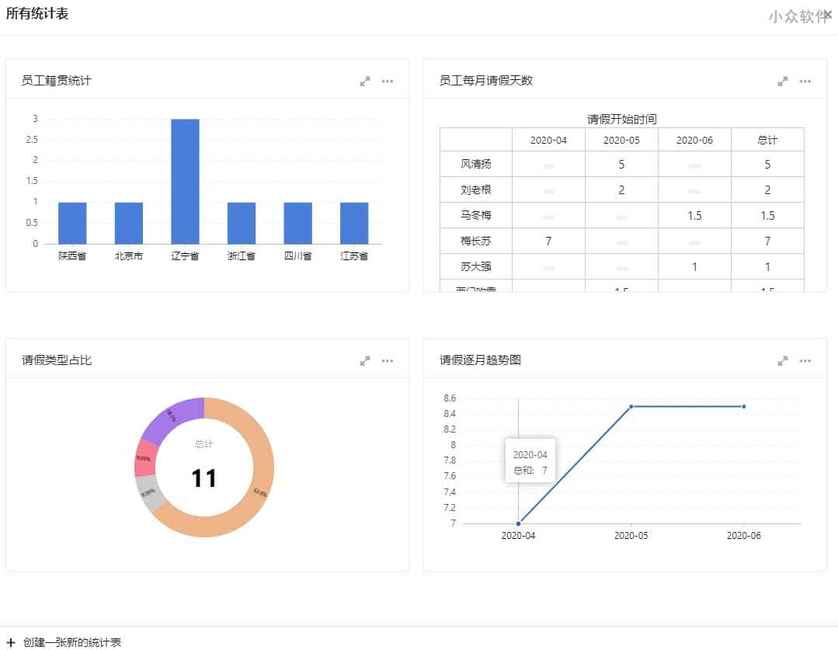 所有统计表
小众软件
员工籍贯统计
3
2.5
2
1.5
1
0.5
0
陕西省 北京市 辽宁省 浙江省 四川省 江苏省
员工每月请假天数
请假开始时间
2020-04 2020-05 2020-06 总计
风清扬 5 5
刘老根 2 2
马冬梅 1.5 1.5
梅长苏 7 7
苏大强 1 1
1.5 1.5
请假类型占比
总计
11
9.09%
9.09%
请假逐月趋势图
8.6
8.4
8.2
8
7.8
7.6
7.4
7.2
7
2020-04
总和: 7
2020-04 2020-05 2020-06
+ 创建一张新的统计表